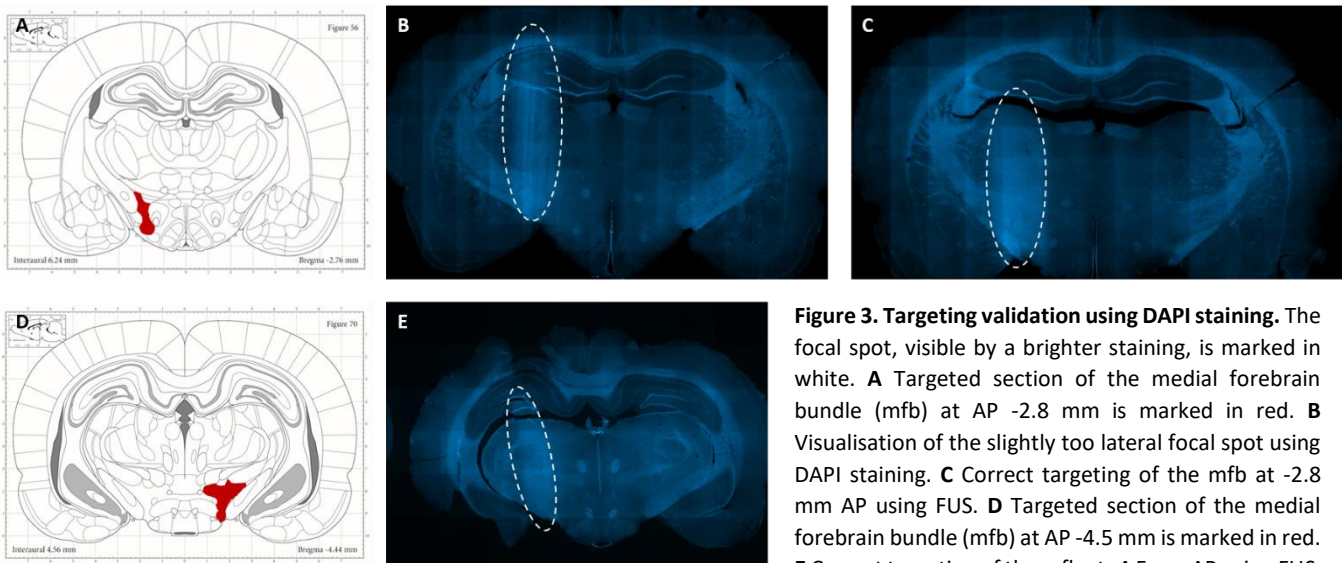 A
Figure 56
Interaural 6.24 mm
Bregma -2.76 mm
B
C
D
Figure 70
Interaural 4.56 mm
Bregma -4.44 mm
E
Figure 3. Targeting validation using DAPI staining. The
focal spot, visible by a brighter staining, is marked in
white. A Targeted section of the medial forebrain
bundle (mfb) at AP -2.8 mm is marked in red. B
Visualisation of the slightly too lateral focal spot using
DAPI staining. C Correct targeting of the mfb at -2.8
mm AP using FUS. D Targeted section of the medial
forebrain bundle (mfb) at AP -4.5 mm is marked in red.